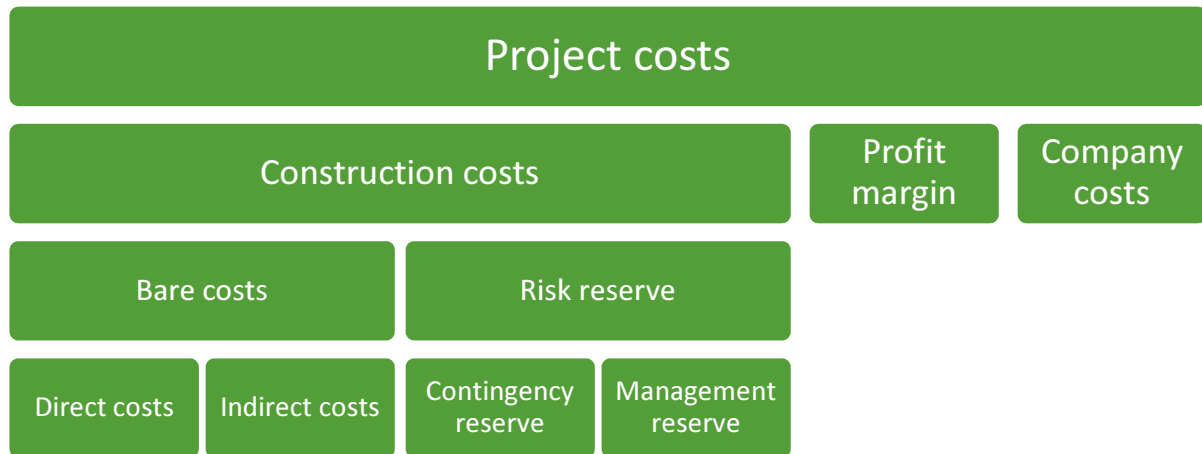 Project costs
Construction costs
Profit
margin
Company
costs
Bare costs
Risk reserve
Direct costs
Indirect costs
Contingency
reserve
Management
reserve